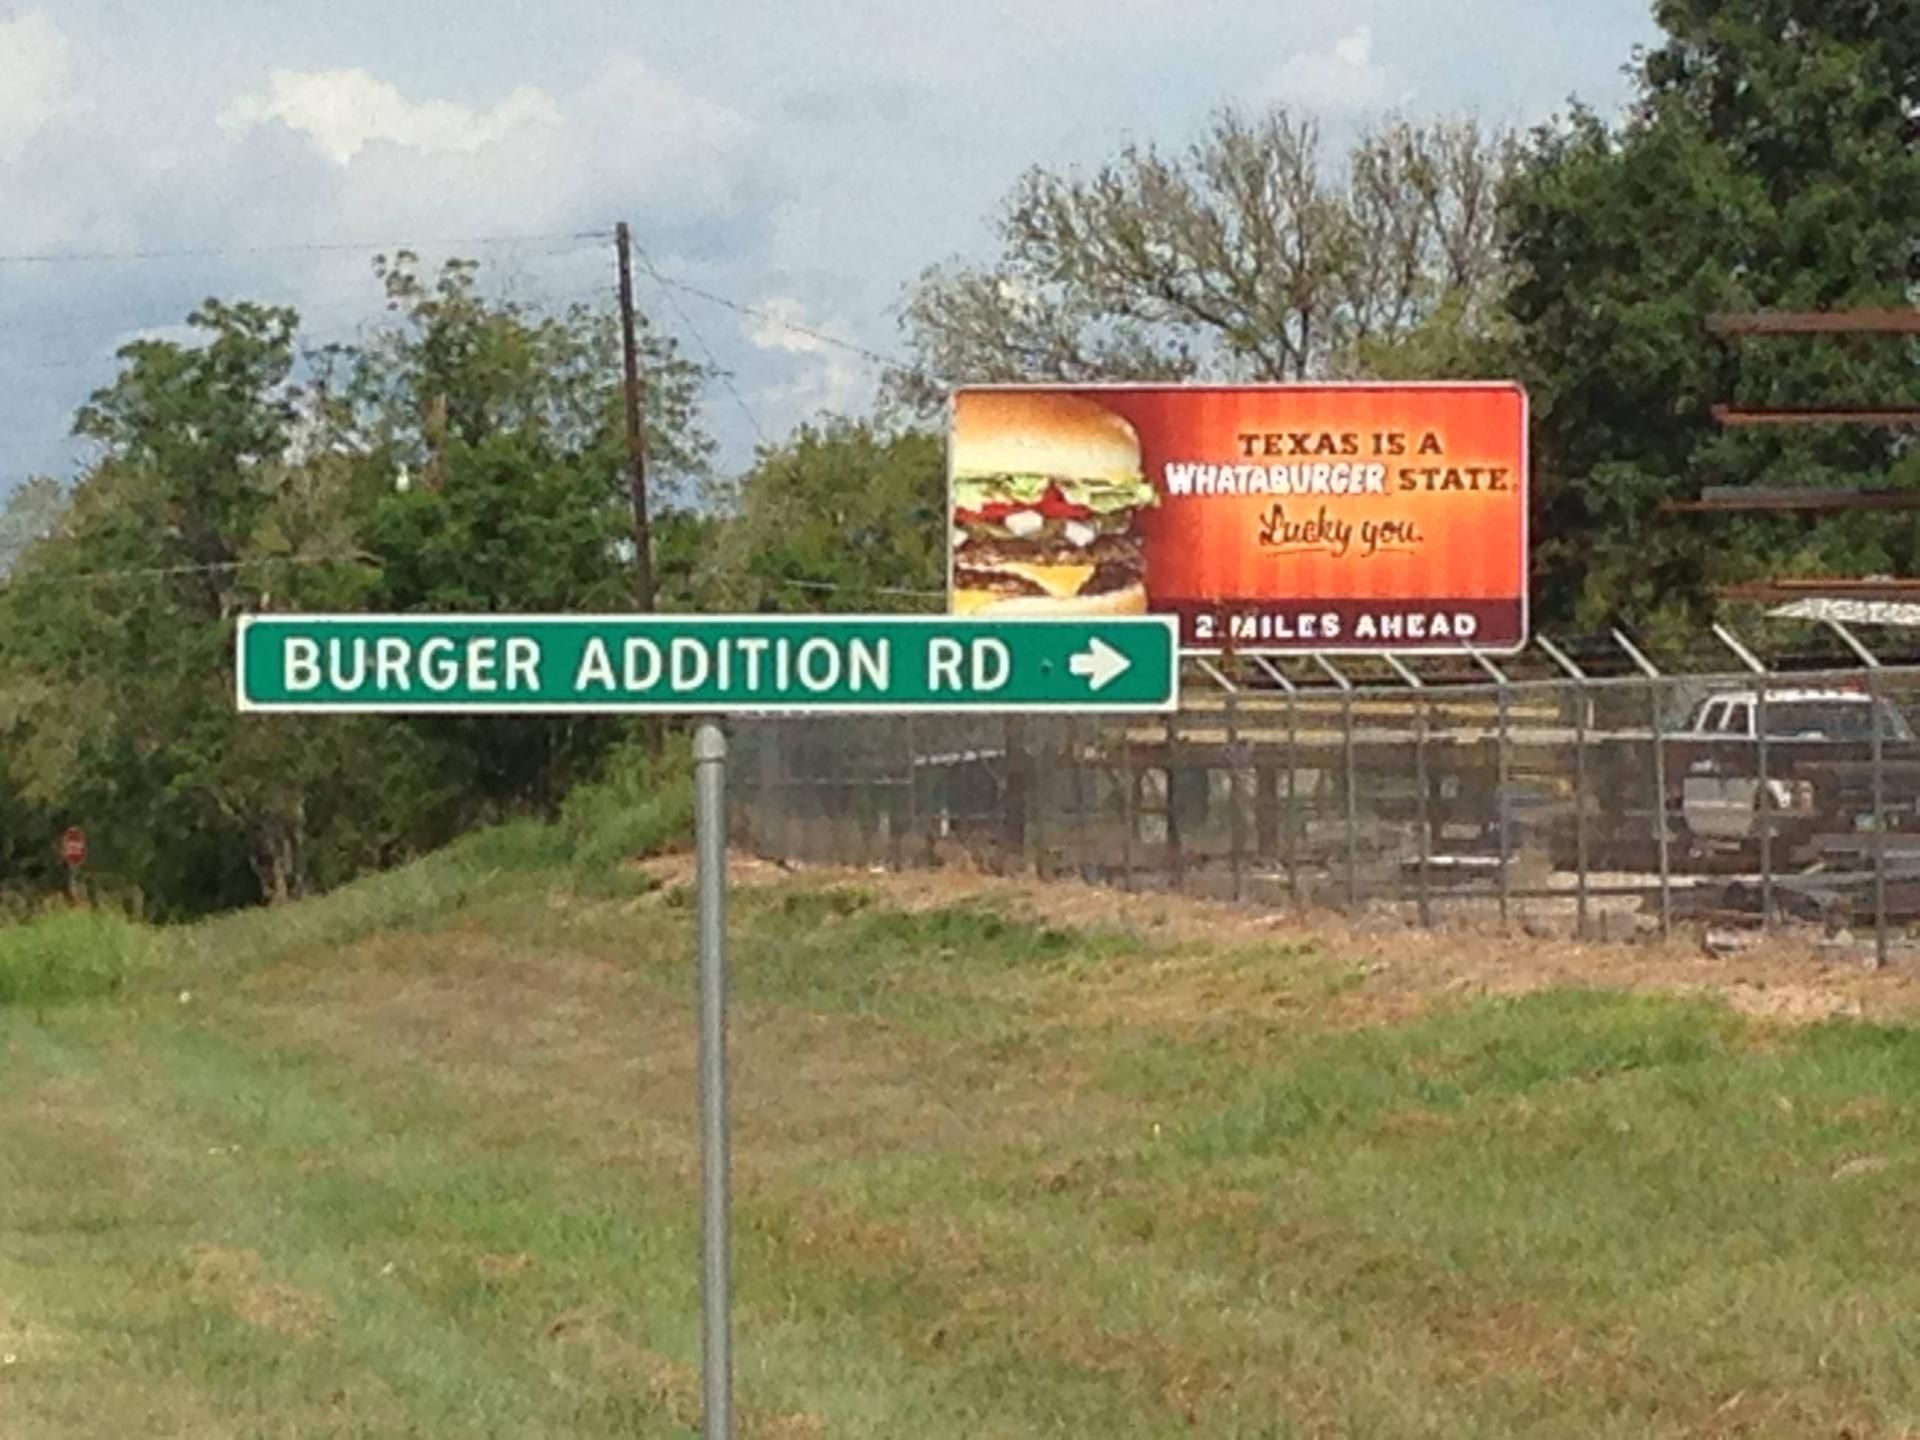 TEXAS IS A
WHATABURGER STATE.
Lucky you.
2 MILES AHEAD
BURGER ADDITION RD